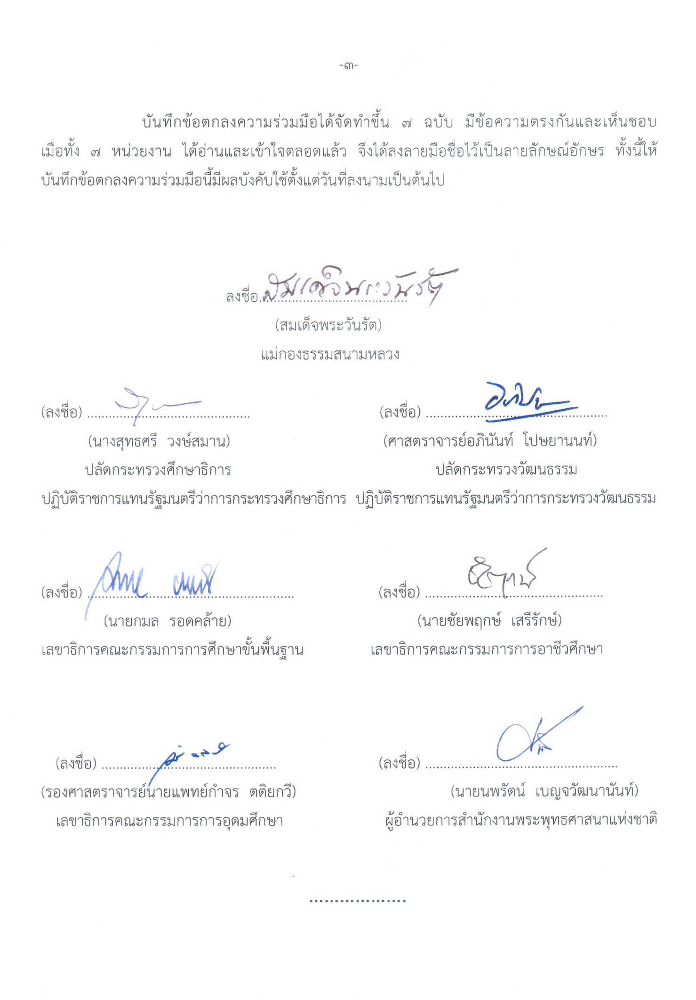 -๓-
บันทึกข้อตกลงความร่วมมือได้จัดทำขึ้น ๗ ฉบับ มีข้อความตรงกันและเห็นชอบ
เมื่อทั้ง ๗ หน่วยงาน ได้อ่านและเข้าใจตลอดแล้ว จึงได้ลงลายมือชื่อไว้เป็นลายลักษณ์อักษร ทั้งนี้ให้
บันทึกข้อตกลงความร่วมมือนี้มีผลบังคับใช้ตั้งแต่วันที่ลงนามเป็นต้นไป
ลงชื่อ สมเด็จพระวันรัต
(สมเด็จพระวันรัต)
แม่กองธรรมสนามหลวง
(ลงชื่อ) (ลงชื่อ)
(นางสุทธศรี วงษ์สมาน) (ศาสตราจารย์อภินันท์ โปษยานนท์)
ปลัดกระทรวงศึกษาธิการ ปลัดกระทรวงวัฒนธรรม
ปฏิบัติราชการแทนรัฐมนตรีว่าการกระทรวงศึกษาธิการ ปฏิบัติราชการแทนรัฐมนตรีว่าการกระทรวงวัฒนธรรม
(ลงชื่อ) (ลงชื่อ)
(นายกมล รอดคล้าย) (นายชัยพฤกษ์ เสรีรักษ์)
เลขาธิการคณะกรรมการการศึกษาขั้นพื้นฐาน เลขาธิการคณะกรรมการการอาชีวศึกษา
(ลงชื่อ) (ลงชื่อ)
(รองศาสตราจารย์นายแพทย์กำจร ตติยกวี) (นายนพรัตน์ เบญจวัฒนานันท์)
เลขาธิการคณะกรรมการการอุดมศึกษา ผู้อำนวยการสำนักงานพระพุทธศาสนาแห่งชาติ